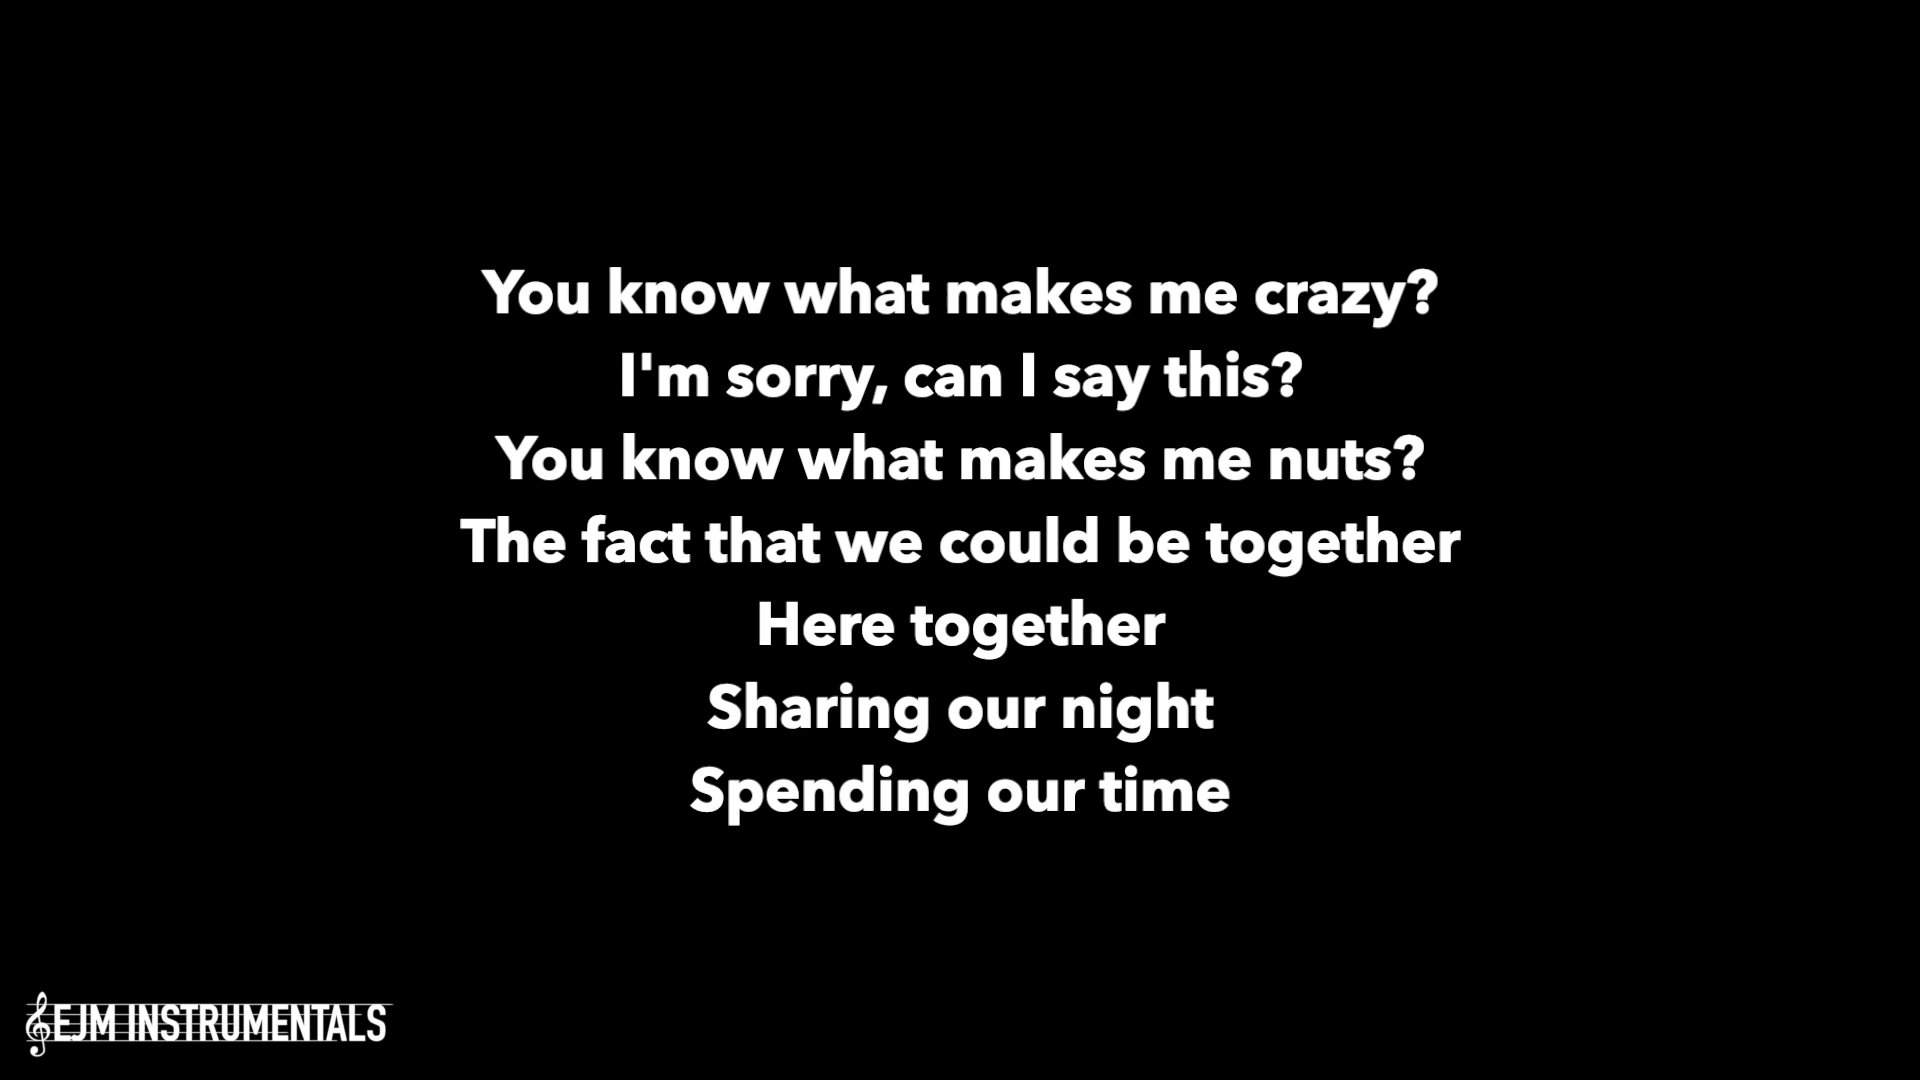 You know what makes me crazy?
I'm sorry, can I say this?
You know what makes me nuts?
The fact that we could be together
Here together
Sharing our night
Spending our time
EJM INSTRUMENTALS